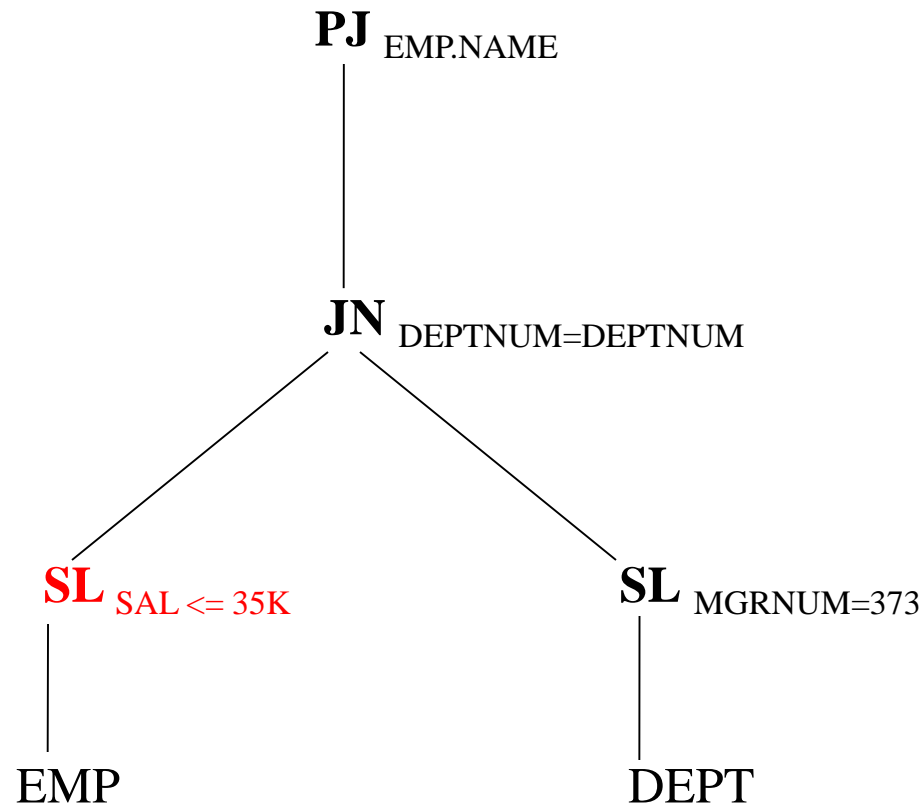 PJ EMP.NAME
JN DEPTNUM=DEPTNUM
SL SAL <= 35K
SL MGRNUM=373
EMP
DEPT